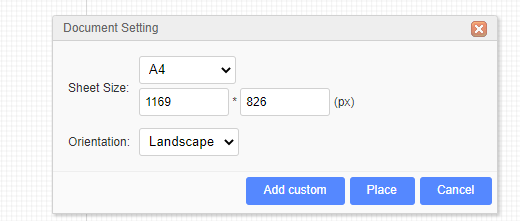 Document Setting
Sheet Size:
A4
1169 * 826 (px)
Orientation: Landscape
Add custom Place Cancel